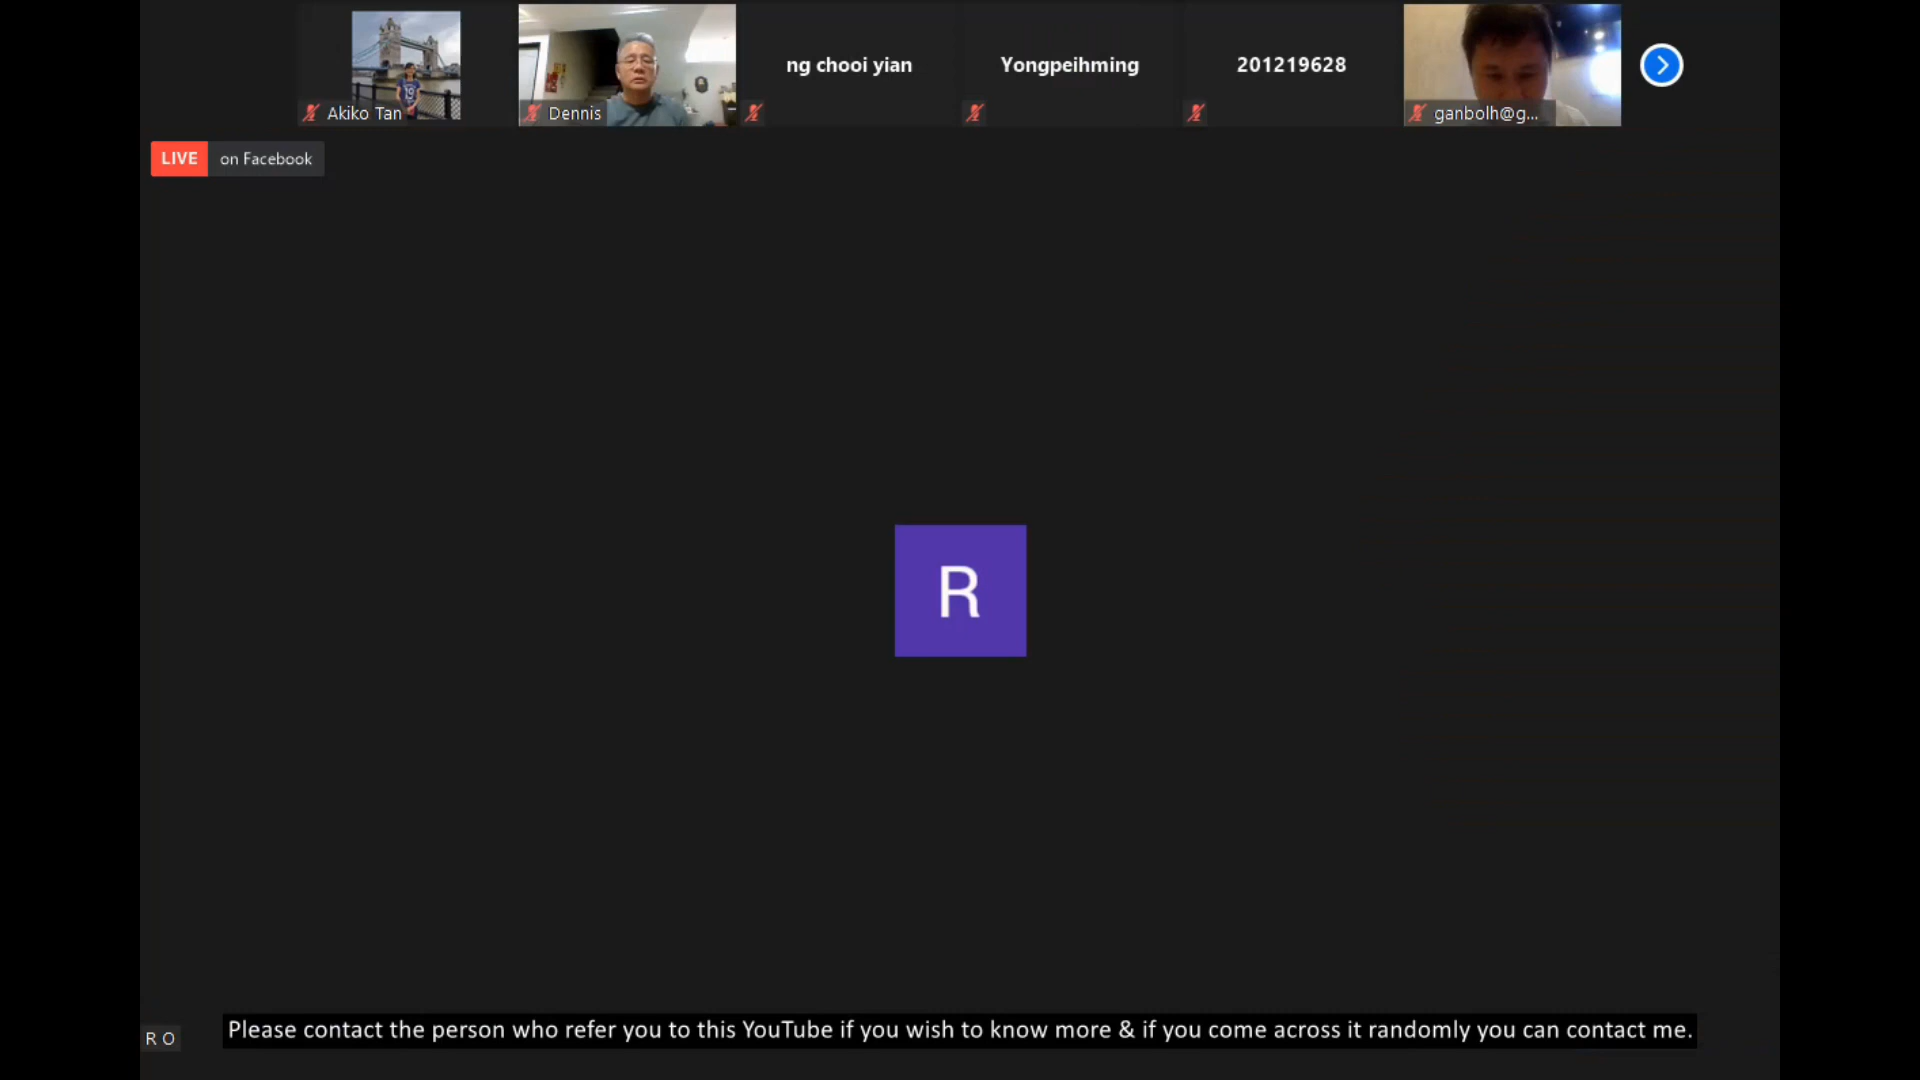 ng chooi yian
Yongpeihming
201219628
Akiko Tan
Dennis
ganbolh@g...
LIVE on Facebook
R
R O
Please contact the person who refer you to this YouTube if you wish to know more & if you come across it randomly you can contact me.